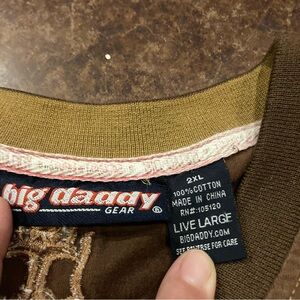 big daddy
GEAR ®
2XL
100% COTTON
MADE IN CHINA
RN#: 105120
LIVE LARGE
BIGDADDY.COM
SEE REVERSE FOR CARE